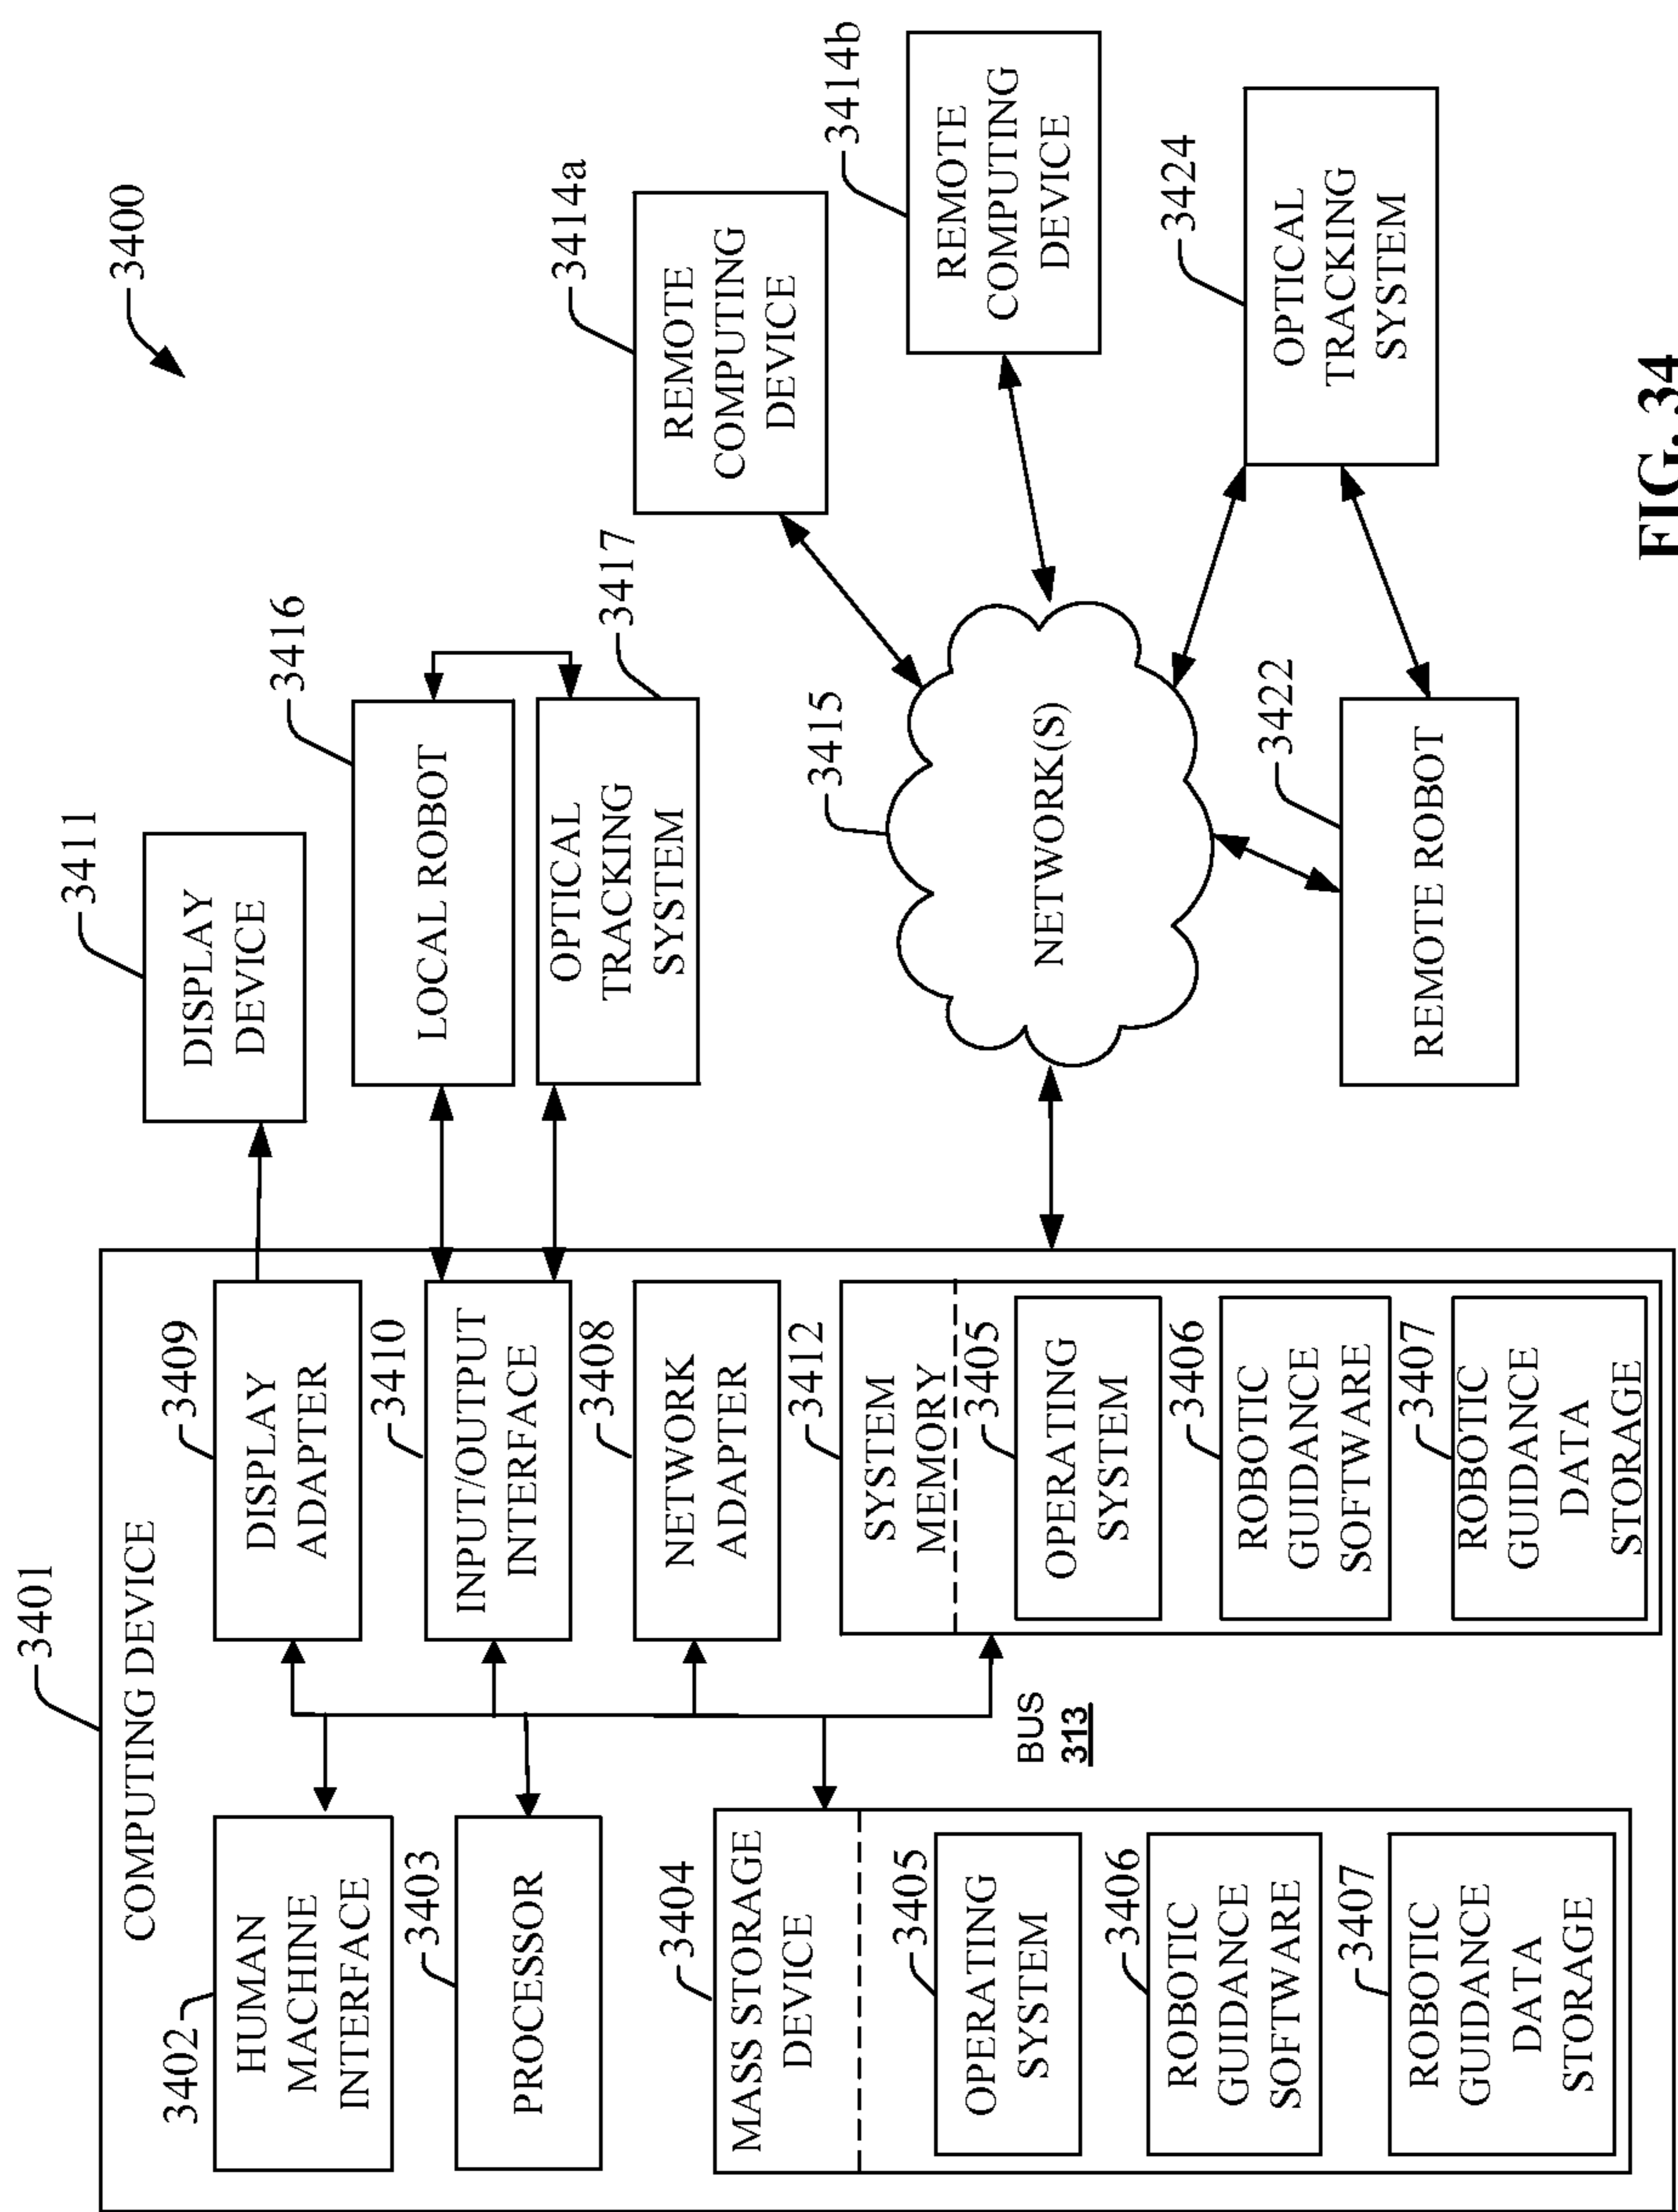 3400
3401
COMPUTING DEVICE
3402
HUMAN
MACHINE
INTERFACE
3403
PROCESSOR
3404
MASS STORAGE
DEVICE
3405
OPERATING
SYSTEM
3406
ROBOTIC
GUIDANCE
SOFTWARE
3407
ROBOTIC
GUIDANCE
DATA
STORAGE
BUS
313
3409
DISPLAY
ADAPTER
3410
INPUT/OUTPUT
INTERFACE
3408
NETWORK
ADAPTER
3412
SYSTEM
MEMORY
3405
OPERATING
SYSTEM
3406
ROBOTIC
GUIDANCE
SOFTWARE
3407
ROBOTIC
GUIDANCE
DATA
STORAGE
3411
DISPLAY
DEVICE
3416
LOCAL ROBOT
3417
OPTICAL
TRACKING
SYSTEM
3415
NETWORK(S)
3414a
REMOTE
COMPUTING
DEVICE
3414b
REMOTE
COMPUTING
DEVICE
3424
OPTICAL
TRACKING
SYSTEM
3422
REMOTE ROBOT
FIG. 34